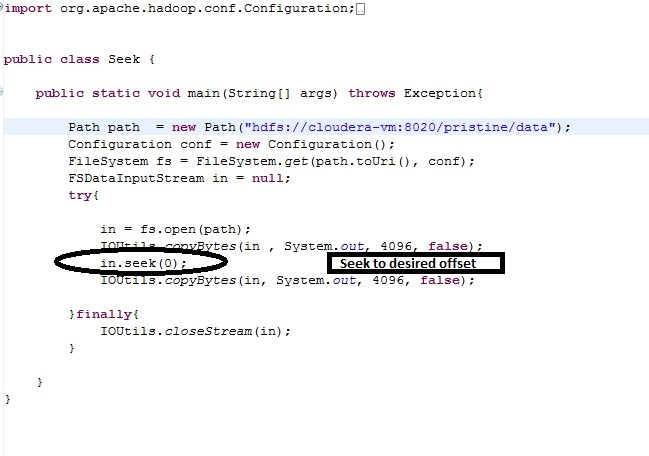 import org.apache.hadoop.conf.Configuration;
public class Seek {
public static void main(String[] args) throws Exception{
Path path  = new Path("hdfs://cloudera-vm:8020/pristine/data");
Configuration conf = new Configuration();
FileSystem fs = FileSystem.get(path.toUri(), conf);
FSDataInputStream in = null;
try{
in = fs.open(path);
IOUtils.copyBytes(in , System.out, 4096, false);
in.seek(0); Seek to desired offset
IOUtils.copyBytes(in, System.out, 4096, false);
}finally{
IOUtils.closeStream(in);
}
}
}